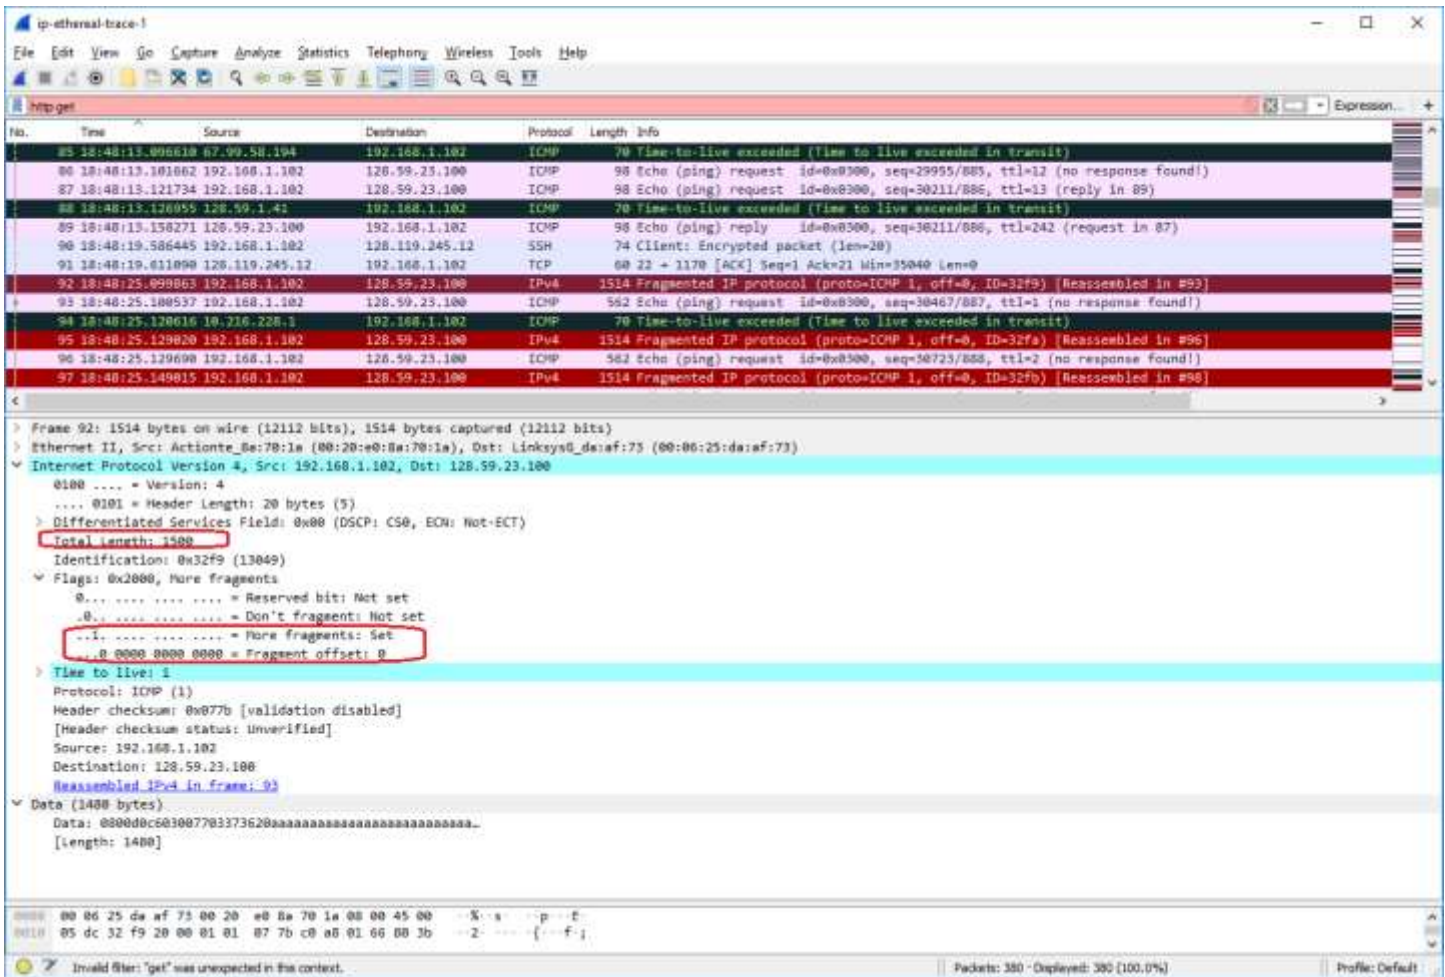 ip-ethereal-trace-1
File Edit View Go Capture Analyze Statistics Telephony Wireless Tools Help
http get
Expression... +
No. Time Source Destination Protocol Length Info
85 18:48:13.096610 67.99.58.194 192.168.1.102 ICMP 70 Time-to-live exceeded (Time to live exceeded in transit)
86 18:48:13.101662 192.168.1.102 128.59.23.100 ICMP 98 Echo (ping) request id=0x0300, seq=29955/885, ttl=12 (no response found!)
87 18:48:13.121734 192.168.1.102 128.59.23.100 ICMP 98 Echo (ping) request id=0x0300, seq=30211/886, ttl=13 (reply in 89)
88 18:48:13.126955 128.59.1.41 192.168.1.102 ICMP 70 Time-to-live exceeded (Time to live exceeded in transit)
89 18:48:13.158271 128.59.23.100 192.168.1.102 ICMP 98 Echo (ping) reply id=0x0300, seq=30211/886, ttl=242 (request in 87)
90 18:48:19.586445 192.168.1.102 128.119.245.12 SSH 74 Client: Encrypted packet (len=20)
91 18:48:19.611090 128.119.245.12 192.168.1.102 TCP 60 22 → 1170 [ACK] Seq=1 Ack=21 Win=35040 Len=0
92 18:48:25.099863 192.168.1.102 128.59.23.100 IPv4 1514 Fragmented IP protocol (proto=ICMP 1, off=0, ID=32f9) [Reassembled in #93]
93 18:48:25.100537 192.168.1.102 128.59.23.100 ICMP 562 Echo (ping) request id=0x0300, seq=30467/887, ttl=1 (no response found!)
94 18:48:25.120616 10.216.228.1 192.168.1.102 ICMP 70 Time-to-live exceeded (Time to live exceeded in transit)
95 18:48:25.129020 192.168.1.102 128.59.23.100 IPv4 1514 Fragmented IP protocol (proto=ICMP 1, off=0, ID=32fa) [Reassembled in #96]
96 18:48:25.129690 192.168.1.102 128.59.23.100 ICMP 562 Echo (ping) request id=0x0300, seq=30723/888, ttl=2 (no response found!)
97 18:48:25.149015 192.168.1.102 128.59.23.100 IPv4 1514 Fragmented IP protocol (proto=ICMP 1, off=0, ID=32fb) [Reassembled in #98]
Frame 92: 1514 bytes on wire (12112 bits), 1514 bytes captured (12112 bits)
Ethernet II, Src: Actionte_8a:70:1a (00:20:e0:8a:70:1a), Dst: LinksysG_da:af:73 (00:06:25:da:af:73)
Internet Protocol Version 4, Src: 192.168.1.102, Dst: 128.59.23.100
0100 .... = Version: 4
.... 0101 = Header Length: 20 bytes (5)
Differentiated Services Field: 0x00 (DSCP: CS0, ECN: Not-ECT)
Total Length: 1500
Identification: 0x32f9 (13049)
Flags: 0x2000, More fragments
0... .... .... .... = Reserved bit: Not set
.0.. .... .... .... = Don't fragment: Not set
..1. .... .... .... = More fragments: Set
...0 0000 0000 0000 = Fragment offset: 0
Time to live: 1
Protocol: ICMP (1)
Header checksum: 0x077b [validation disabled]
[Header checksum status: Unverified]
Source: 192.168.1.102
Destination: 128.59.23.100
Reassembled IPv4 in frame: 93
Data (1480 bytes)
Data: 0800d0c603007703373620aaaaaaaaaaaaaaaaaaaaaaaaaa…
[Length: 1480]
0000 00 06 25 da af 73 00 20 e0 8a 70 1a 08 00 45 00 ··%··s· ··p···E·
0010 05 dc 32 f9 20 00 01 01 07 7b c0 a8 01 66 80 3b ··2· ··· ·{···f·;
Invalid filter: "get" was unexpected in this context.
Packets: 380 · Displayed: 380 (100.0%)
Profile: Default